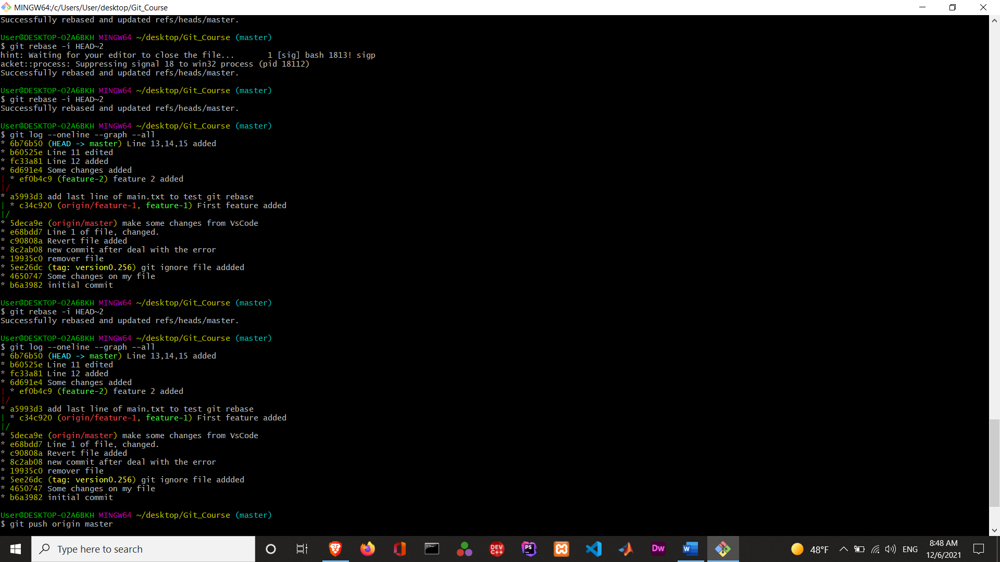 MINGW64:/c/Users/User/desktop/Git_Course
Successfully rebased and updated refs/heads/master.
User@DESKTOP-O2A6BKH MINGW64 ~/desktop/Git_Course (master)
$ git rebase -i HEAD~2
hint: Waiting for your editor to close the file...       1 [sig] bash 1813! sigp
acket::process: Suppressing signal 18 to win32 process (pid 18112)
Successfully rebased and updated refs/heads/master.
User@DESKTOP-O2A6BKH MINGW64 ~/desktop/Git_Course (master)
$ git rebase -i HEAD~2
Successfully rebased and updated refs/heads/master.
User@DESKTOP-O2A6BKH MINGW64 ~/desktop/Git_Course (master)
$ git log --oneline --graph --all
* 6b76b50 (HEAD -> master) Line 13,14,15 added
* b60525e Line 11 edited
* fc33a81 Line 12 added
* 6d691e4 Some changes added
| * ef0b4c9 (feature-2) feature 2 added
|/
* a5993d3 add last line of main.txt to test git rebase
| * c34c920 (origin/feature-1, feature-1) First feature added
|/
* 5deca9e (origin/master) make some changes from VsCode
* e68bdd7 Line 1 of file, changed.
* c90808a Revert file added
* 8c2ab08 new commit after deal with the error
* 19935c0 remover file
* 5ee26dc (tag: version0.256) git ignore file addded
* 4650747 Some changes on my file
* b6a3982 initial commit
User@DESKTOP-O2A6BKH MINGW64 ~/desktop/Git_Course (master)
$ git rebase -i HEAD~2
Successfully rebased and updated refs/heads/master.
User@DESKTOP-O2A6BKH MINGW64 ~/desktop/Git_Course (master)
$ git log --oneline --graph --all
* 6b76b50 (HEAD -> master) Line 13,14,15 added
* b60525e Line 11 edited
* fc33a81 Line 12 added
* 6d691e4 Some changes added
| * ef0b4c9 (feature-2) feature 2 added
|/
* a5993d3 add last line of main.txt to test git rebase
| * c34c920 (origin/feature-1, feature-1) First feature added
|/
* 5deca9e (origin/master) make some changes from VsCode
* e68bdd7 Line 1 of file, changed.
* c90808a Revert file added
* 8c2ab08 new commit after deal with the error
* 19935c0 remover file
* 5ee26dc (tag: version0.256) git ignore file addded
* 4650747 Some changes on my file
* b6a3982 initial commit
User@DESKTOP-O2A6BKH MINGW64 ~/desktop/Git_Course (master)
$ git push origin master
Type here to search
DEV
C++
PS
Dw
W
48°F
ENG
8:48 AM
12/6/2021